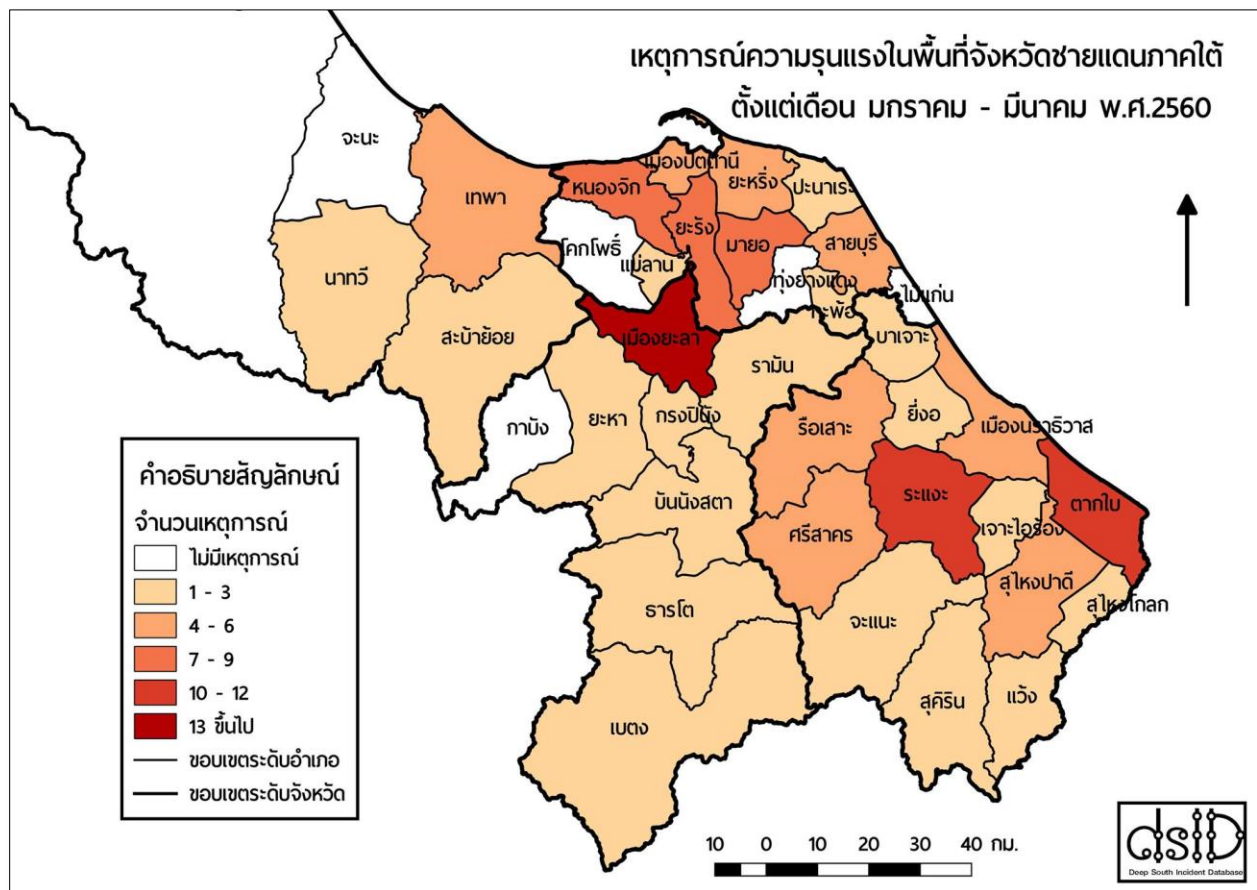 เหตุการณ์ความรุนแรงในพื้นที่จังหวัดชายแดนภาคใต้
ตั้งแต่เดือน มกราคม - มีนาคม พ.ศ.2560
จะนะ
เทพา
นาทวี
สะบ้าย้อย
หนองจิก
เมืองปัตตานี
ยะหริ่ง
ปะนาเระ
โคกโพธิ์
แม่ลาน
ยะรัง
มายอ
สายบุรี
ทุ่งยางแดง
กะพ้อ
ไม้แก่น
เมืองยะลา
รามัน
บาเจาะ
กาบัง
ยะหา
กรงปินัง
รือเสาะ
ยี่งอ
เมืองนราธิวาส
บันนังสตา
ศรีสาคร
ระแงะ
เจาะไอร้อง
ตากใบ
ธารโต
จะแนะ
สุไหงปาดี
สุไหงโกลก
เบตง
สุคิริน
แว้ง
คำอธิบายสัญลักษณ์
จำนวนเหตุการณ์
ไม่มีเหตุการณ์
1 - 3
4 - 6
7 - 9
10 - 12
13 ขึ้นไป
ขอบเขตระดับอำเภอ
ขอบเขตระดับจังหวัด
10 0 10 20 30 40 กม.
dsID
Deep South Incident Database